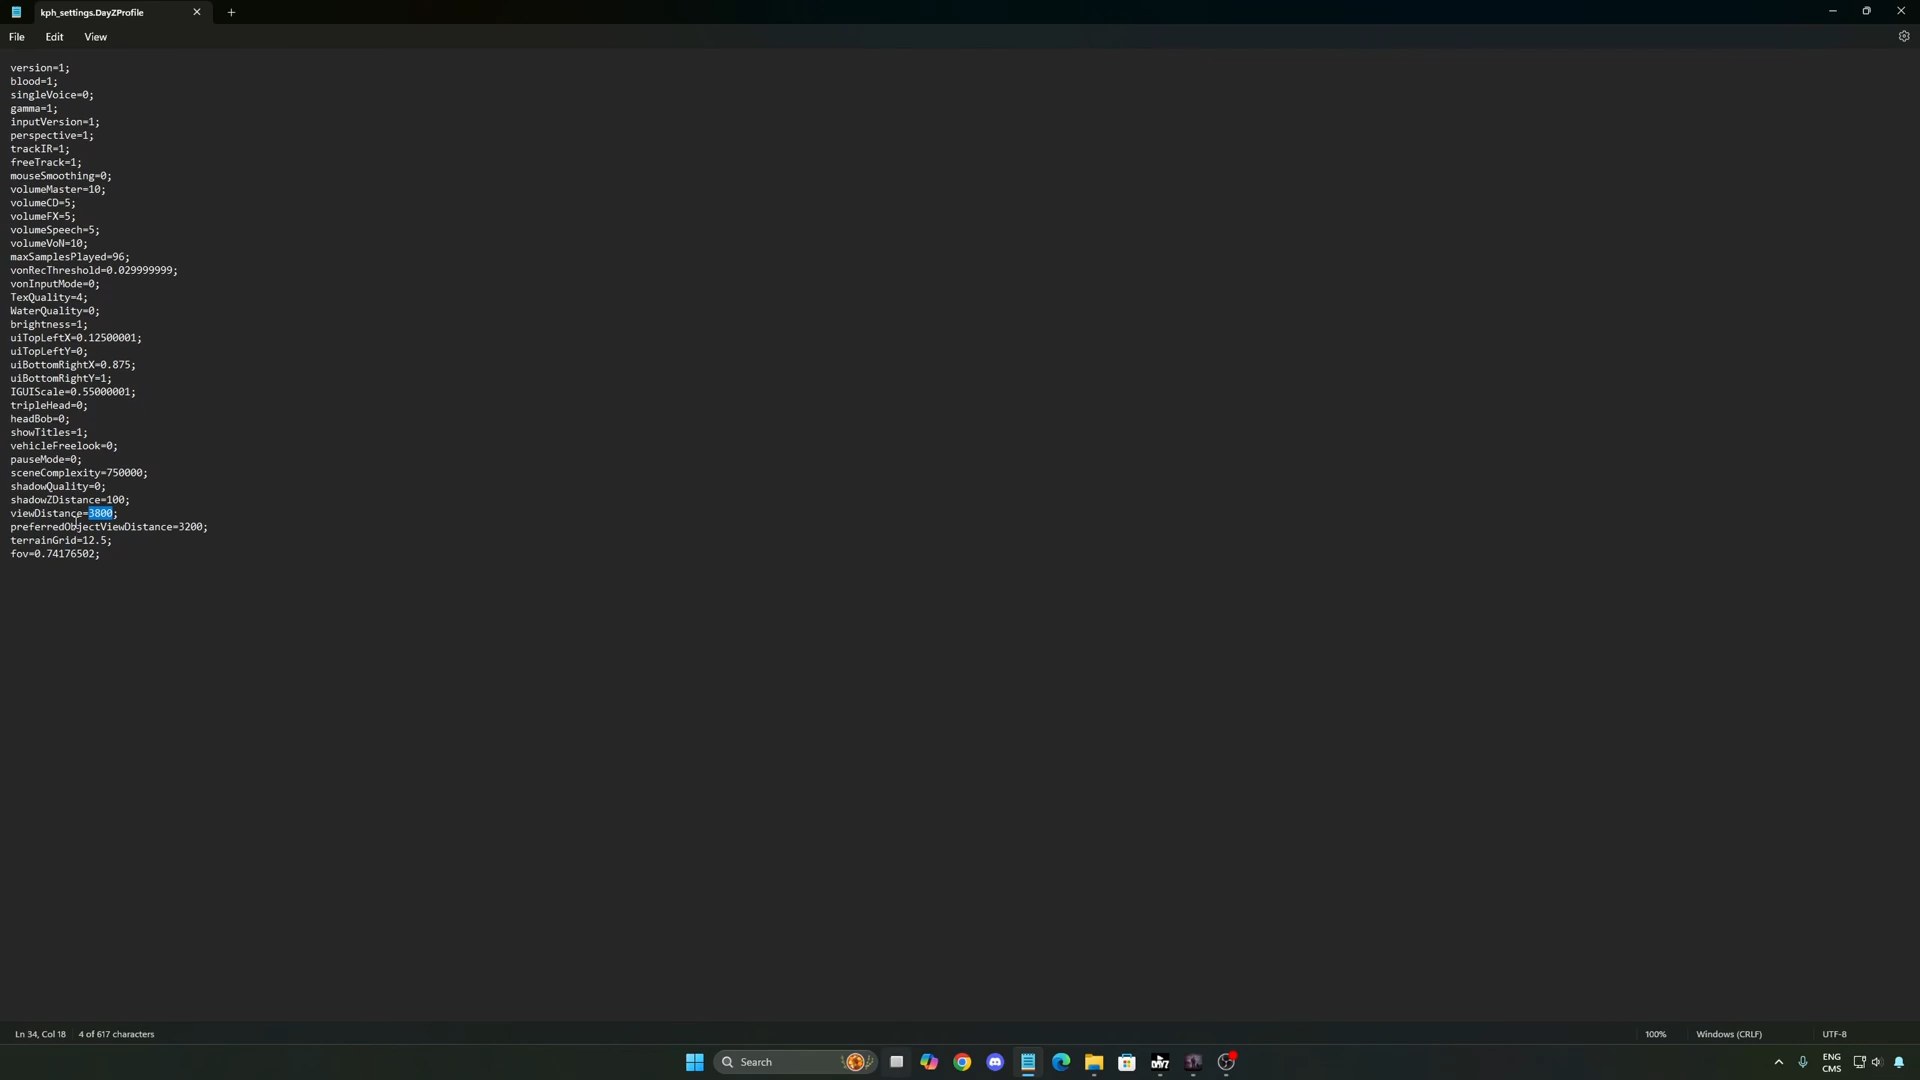 kph_settings.DayZProfile
File Edit View
version=1;
blood=1;
singleVoice=0;
gamma=1;
inputVersion=1;
perspective=1;
trackIR=1;
freeTrack=1;
mouseSmoothing=0;
volumeMaster=10;
volumeCD=5;
volumeFX=5;
volumeSpeech=5;
volumeVoN=10;
maxSamplesPlayed=96;
vonRecThreshold=0.029999999;
vonInputMode=0;
TexQuality=4;
WaterQuality=0;
brightness=1;
uiTopLeftX=0.12500001;
uiTopLeftY=0;
uiBottomRightX=0.875;
uiBottomRightY=1;
IGUIScale=0.55000001;
tripleHead=0;
headBob=0;
showTitles=1;
vehicleFreelook=0;
pauseMode=0;
sceneComplexity=750000;
shadowQuality=0;
shadowZDistance=100;
viewDistance=3800;
preferredObjectViewDistance=3200;
terrainGrid=12.5;
fov=0.74176502;
Ln 34, Col 18 4 of 617 characters 100% Windows (CRLF) UTF-8
Search ENG
CMS